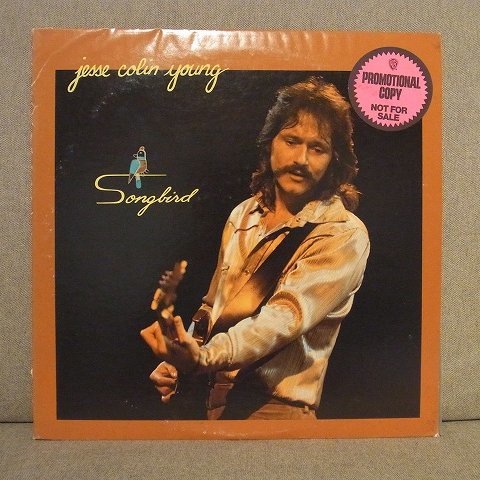 jesse colin young
PROMOTIONAL
COPY
NOT FOR
SALE
Songbird